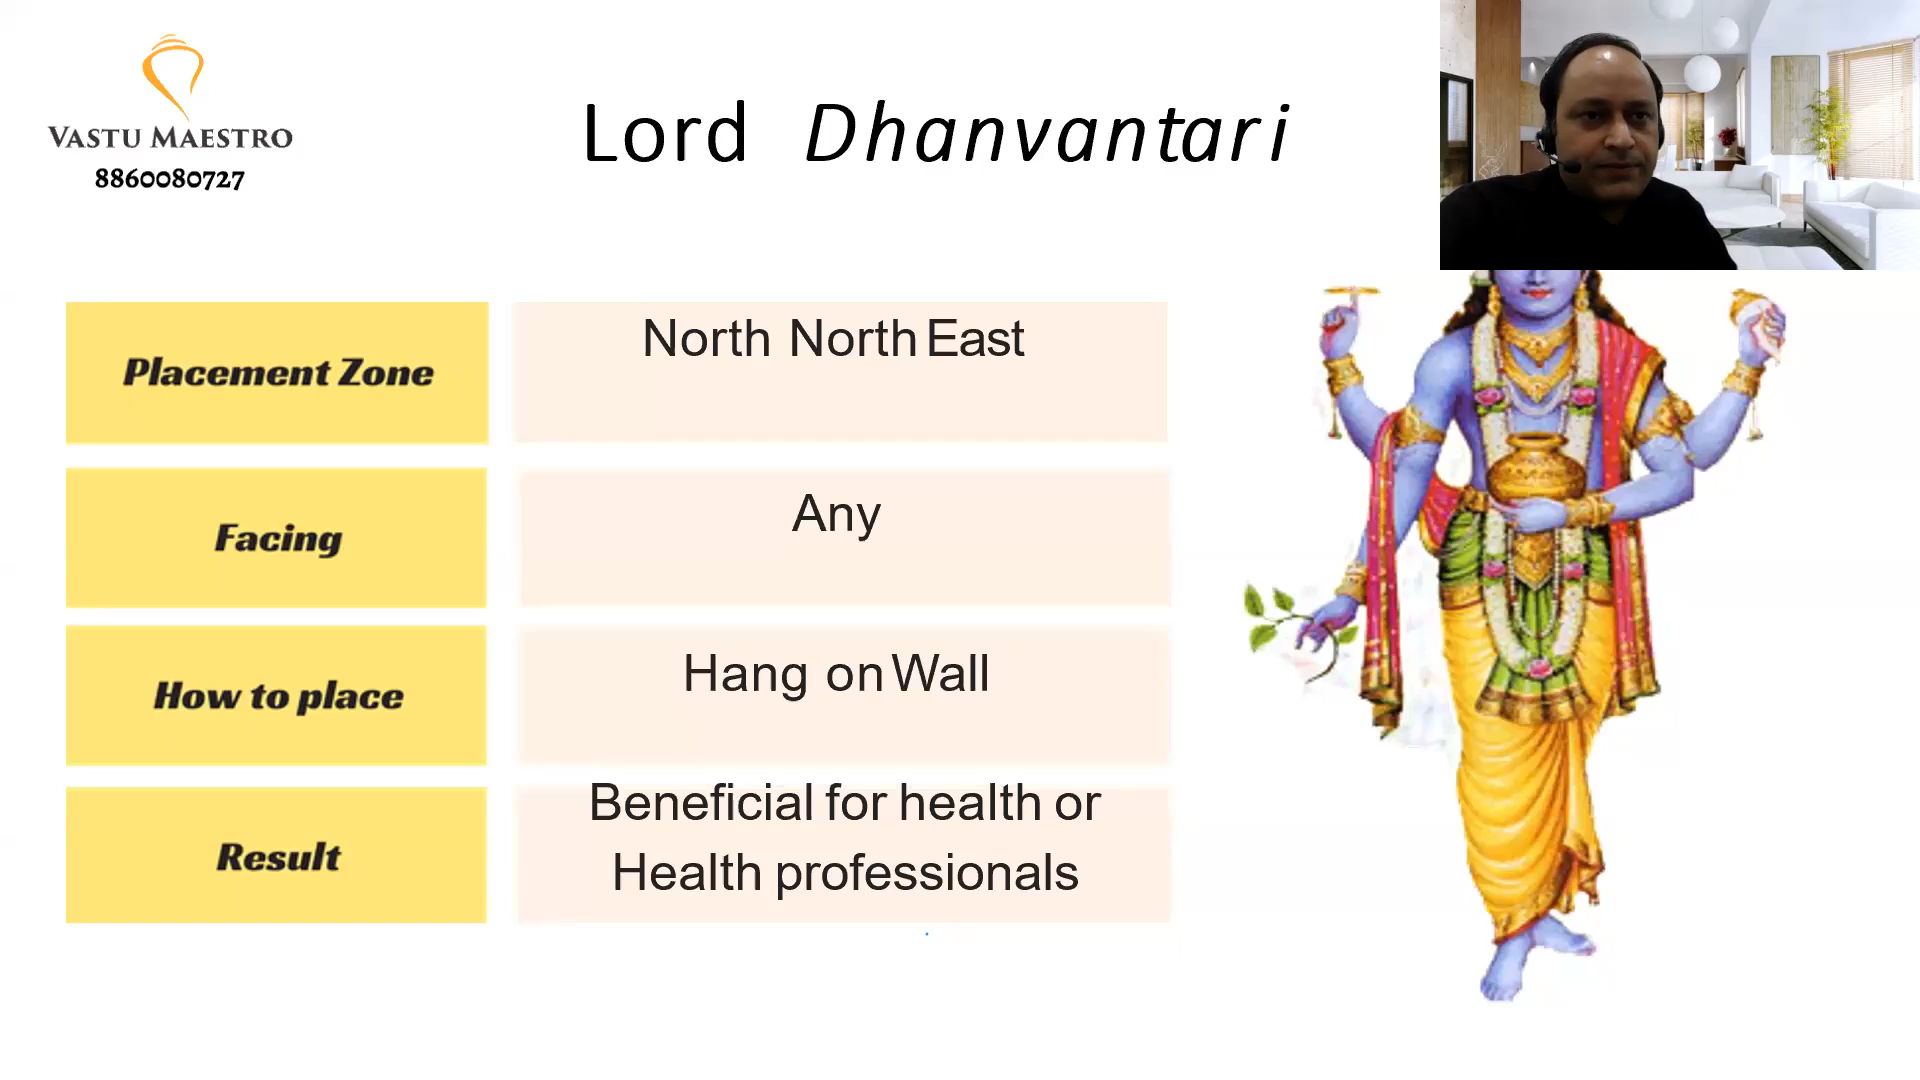 VASTU MAESTRO
8860080727
Lord Dhanvantari
Placement Zone
North North East
Facing
Any
How to place
Hang on Wall
Result
Beneficial for health or
Health professionals